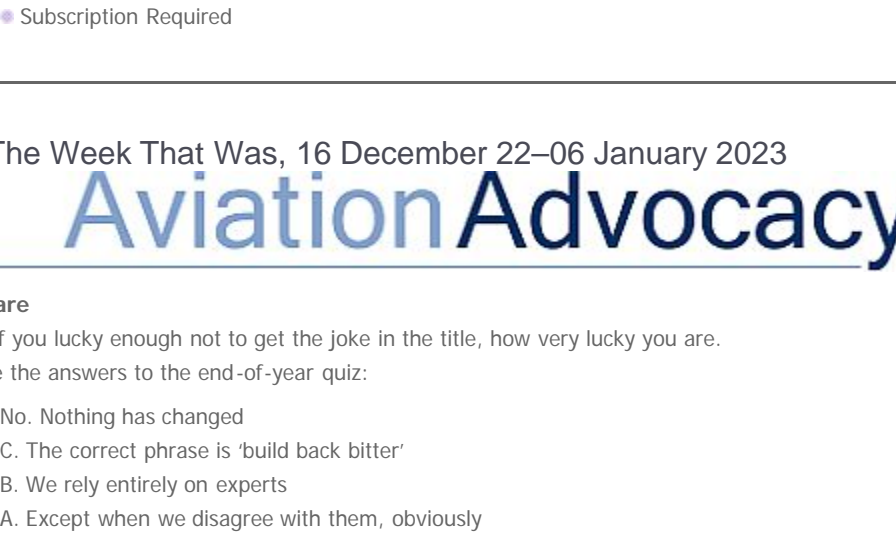 Subscription Required
The Week That Was, 16 December 22–06 January 2023
Aviation Advocacy
are
f you lucky enough not to get the joke in the title, how very lucky you are.
e the answers to the end-of-year quiz:
No. Nothing has changed
C. The correct phrase is ‘build back bitter’
B. We rely entirely on experts
A. Except when we disagree with them, obviously